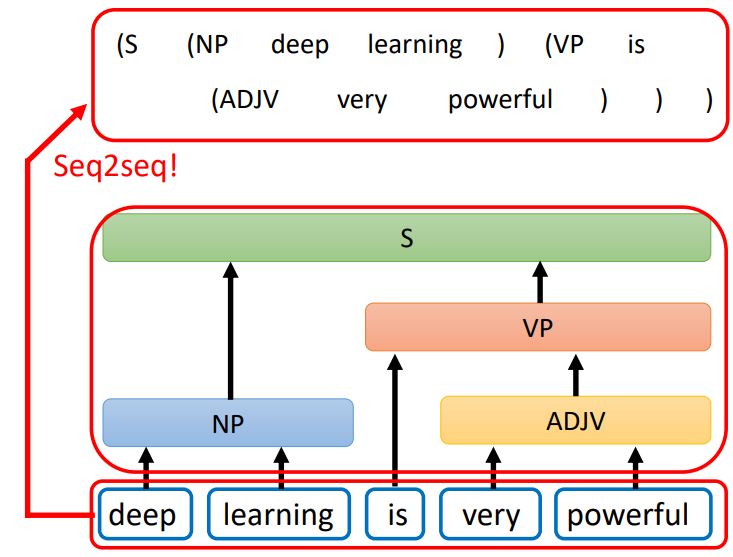 (S (NP deep learning ) (VP is
(ADJV very powerful ) ) )
Seq2seq!
S
VP
NP ADJV
deep learning is very powerful